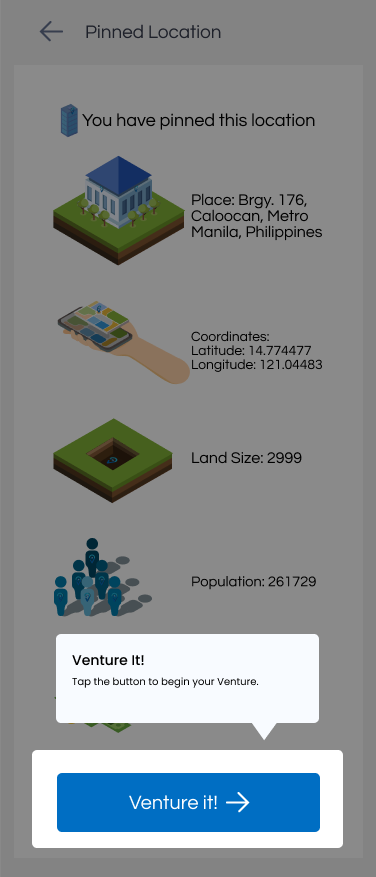 Pinned Location
You have pinned this location
Place: Brgy. 176,
Caloocan, Metro
Manila, Philippines
Coordinates:
Latitude: 14.774477
Longitude: 121.04483
Land Size: 2999
Population: 261729
Venture It!
Tap the button to begin your Venture.
Venture it!